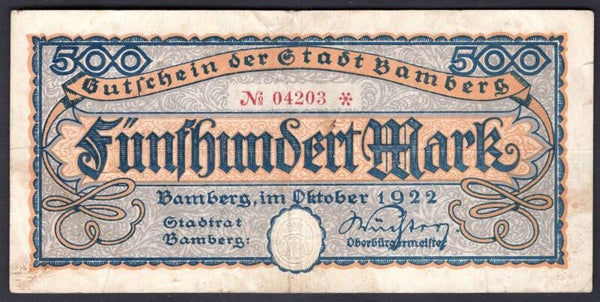 500 500
Gutschein der Stadt Bamberg
№ 04203 *
Fünfhundert Mark
Bamberg, im Oktober 1922
Stadtrat
Bamberg:
Oberbürgermeister